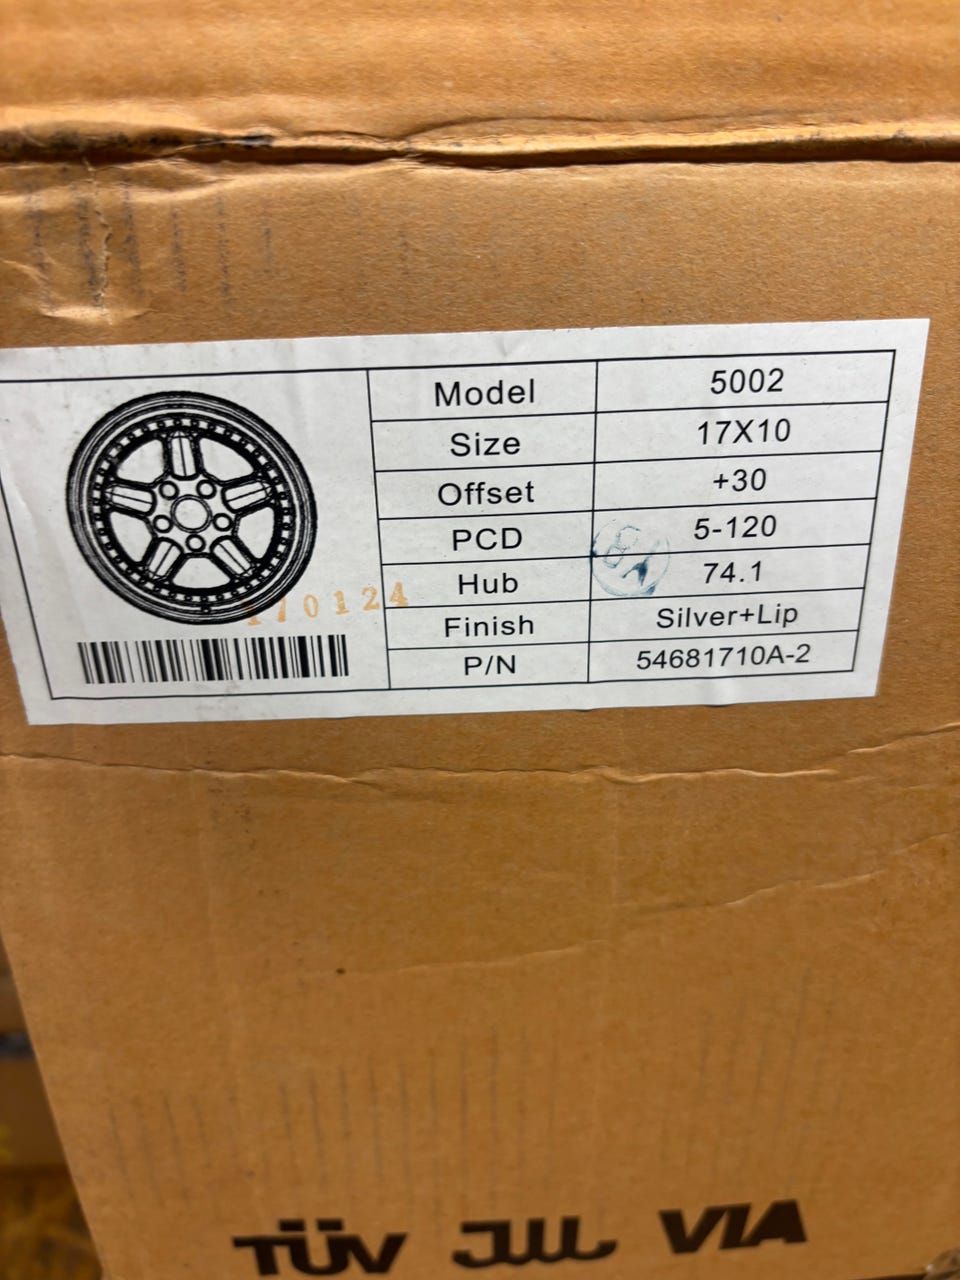 Model 5002
Size 17X10
Offset +30
PCD 5-120
Hub 74.1
Finish Silver+Lip
P/N 54681710A-2
170124
TÜV JWL VIA